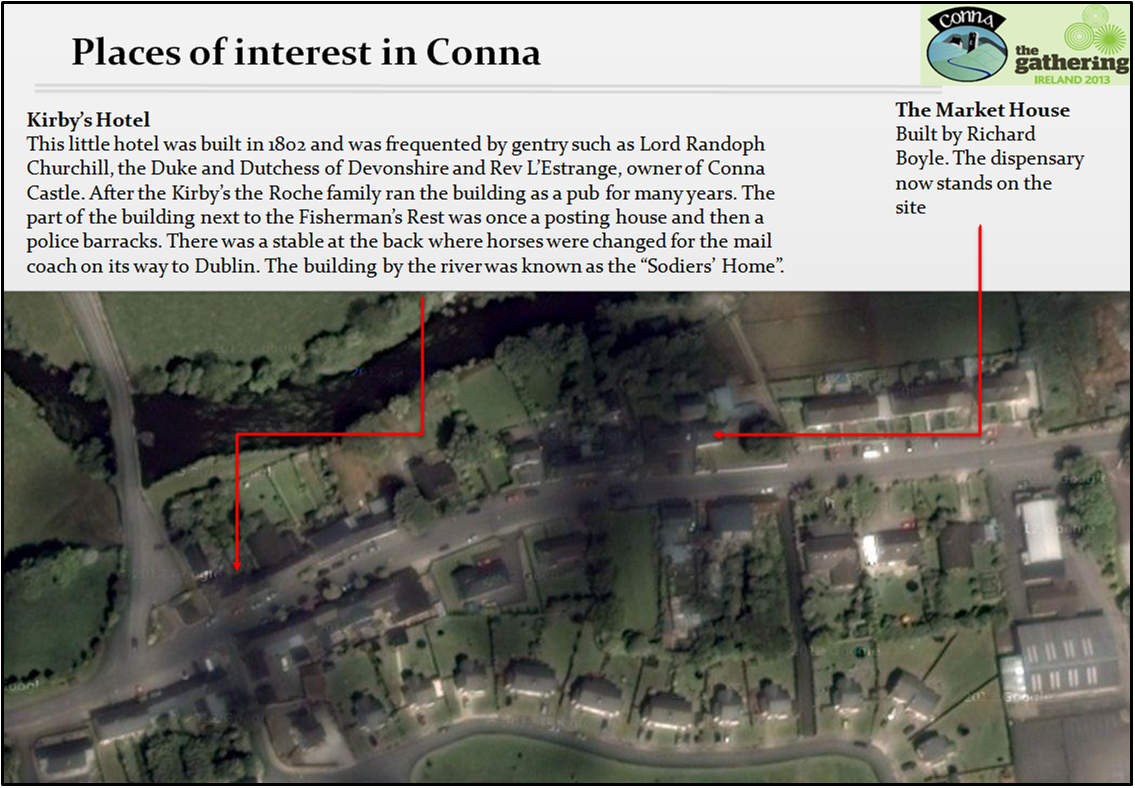 Places of interest in Conna
CONNA
the
gathering
IRELAND 2013
Kirby's Hotel
This little hotel was built in 1802 and was frequented by gentry such as Lord Randoph
Churchill, the Duke and Dutchess of Devonshire and Rev L'Estrange, owner of Conna
Castle. After the Kirby's the Roche family ran the building as a pub for many years. The
part of the building next to the Fisherman's Rest was once a posting house and then a
police barracks. There was a stable at the back where horses were changed for the mail
coach on its way to Dublin. The building by the river was known as the "Sodiers' Home".
The Market House
Built by Richard
Boyle. The dispensary
now stands on the
site